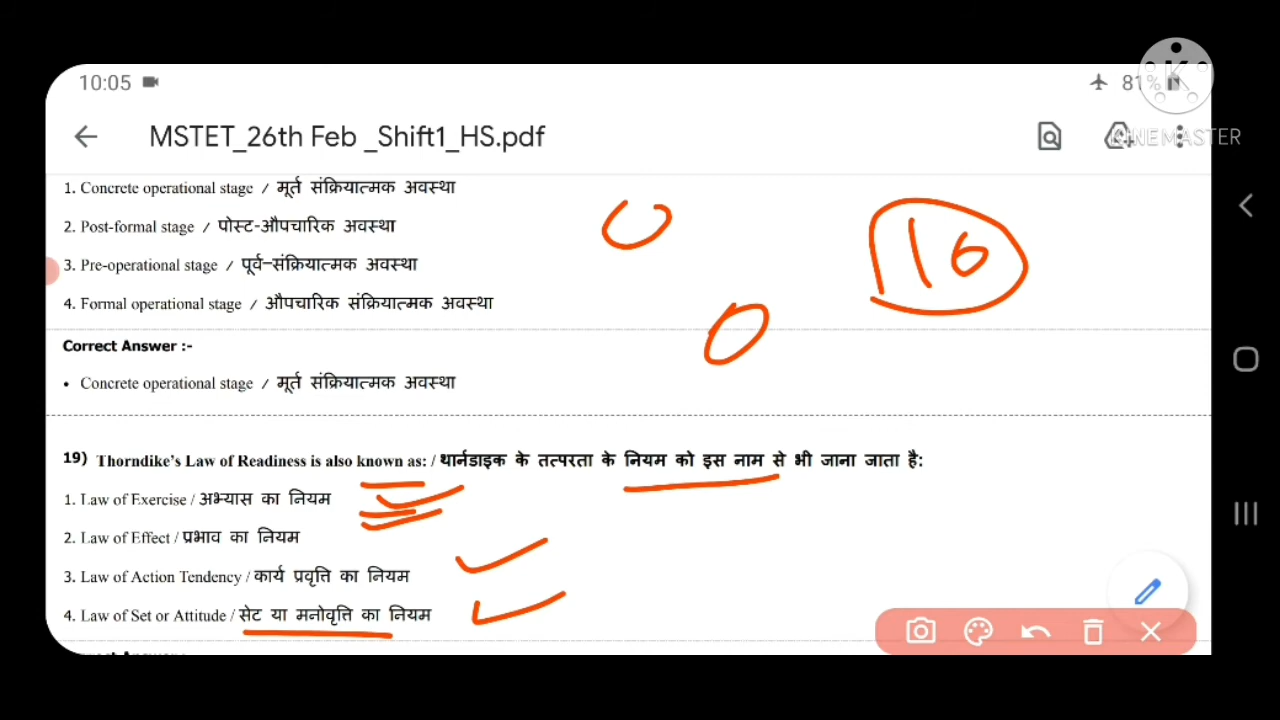 10:05
81%
KINEMASTER
MSTET_26th Feb _Shift1_HS.pdf
1. Concrete operational stage / मूर्त संक्रियात्मक अवस्था
2. Post-formal stage / पोस्ट-औपचारिक अवस्था
3. Pre-operational stage / पूर्व–संक्रियात्मक अवस्था
4. Formal operational stage / औपचारिक संक्रियात्मक अवस्था
16
Correct Answer :-
• Concrete operational stage / मूर्त संक्रियात्मक अवस्था
19) Thorndike's Law of Readiness is also known as: / थार्नडाइक के तत्परता के नियम को इस नाम से भी जाना जाता है:
1. Law of Exercise / अभ्यास का नियम
2. Law of Effect / प्रभाव का नियम
3. Law of Action Tendency / कार्य प्रवृत्ति का नियम
4. Law of Set or Attitude / सेट या मनोवृत्ति का नियम